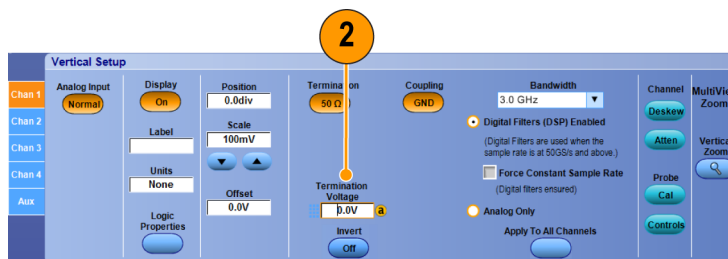 2
Vertical Setup
Chan 1
Chan 2
Chan 3
Chan 4
Aux
Analog Input
Normal
Display
On
Label
Units
None
Logic
Properties
Position
0.0div
Scale
100mV
Offset
0.0V
Termination
50 Ω
Termination
Voltage
0.0V
a
Invert
Off
Coupling
GND
Bandwidth
3.0 GHz
Digital Filters (DSP) Enabled
(Digital Filters are used when the
sample rate is at 50GS/s and above.)
Force Constant Sample Rate
(Digital filters ensured)
Analog Only
Apply To All Channels
Channel
Deskew
Atten
Probe
Cal
Controls
MultiVie
Zoom
Vertica
Zoom